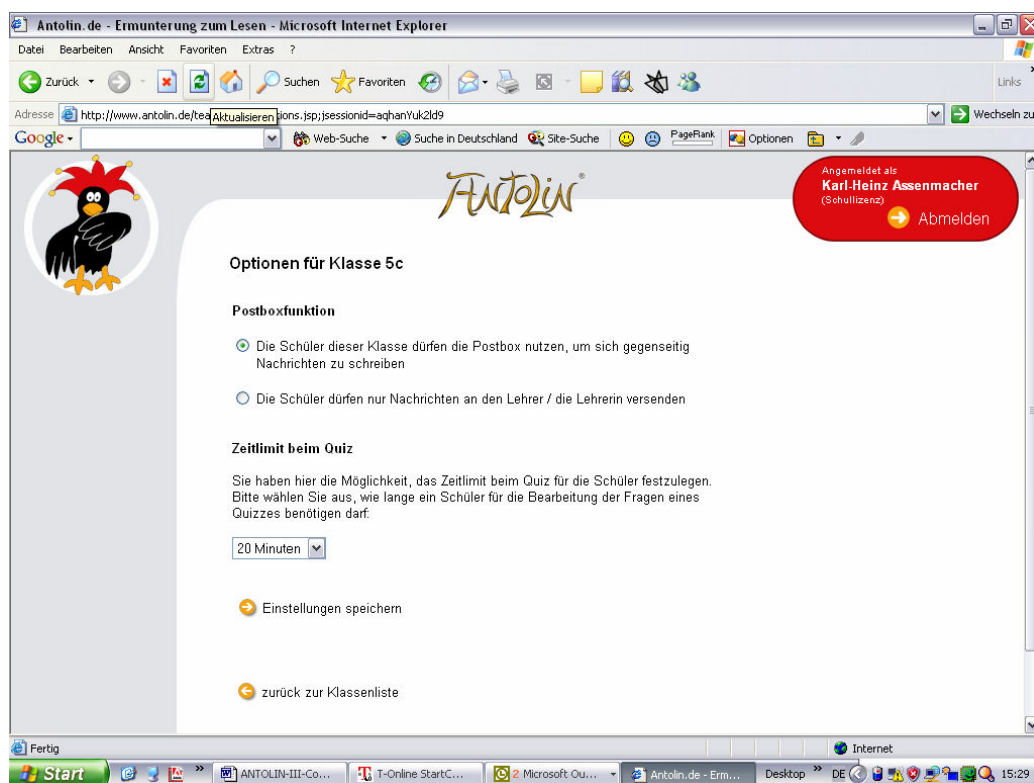 Antolin.de - Ermunterung zum Lesen - Microsoft Internet Explorer
Datei Bearbeiten Ansicht Favoriten Extras ?
Zurück Suchen Favoriten Links »
Adresse http://www.antolin.de/tea Aktualisieren ions.jsp;jsessionid=aqhanYuk2ld9 Wechseln zu
Google Web-Suche Suche in Deutschland Site-Suche PageRank Optionen
ANTOLIN®
Angemeldet als
Karl-Heinz Assenmacher
(Schullizenz)
Abmelden
Optionen für Klasse 5c
Postboxfunktion
Die Schüler dieser Klasse dürfen die Postbox nutzen, um sich gegenseitig
Nachrichten zu schreiben
Die Schüler dürfen nur Nachrichten an den Lehrer / die Lehrerin versenden
Zeitlimit beim Quiz
Sie haben hier die Möglichkeit, das Zeitlimit beim Quiz für die Schüler festzulegen.
Bitte wählen Sie aus, wie lange ein Schüler für die Bearbeitung der Fragen eines
Quizzes benötigen darf:
20 Minuten
Einstellungen speichern
zurück zur Klassenliste
Fertig Internet
Start » ANTOLIN-III-Co... T-Online StartC... 2 Microsoft Ou... Antolin.de - Erm... Desktop » DE 15:29